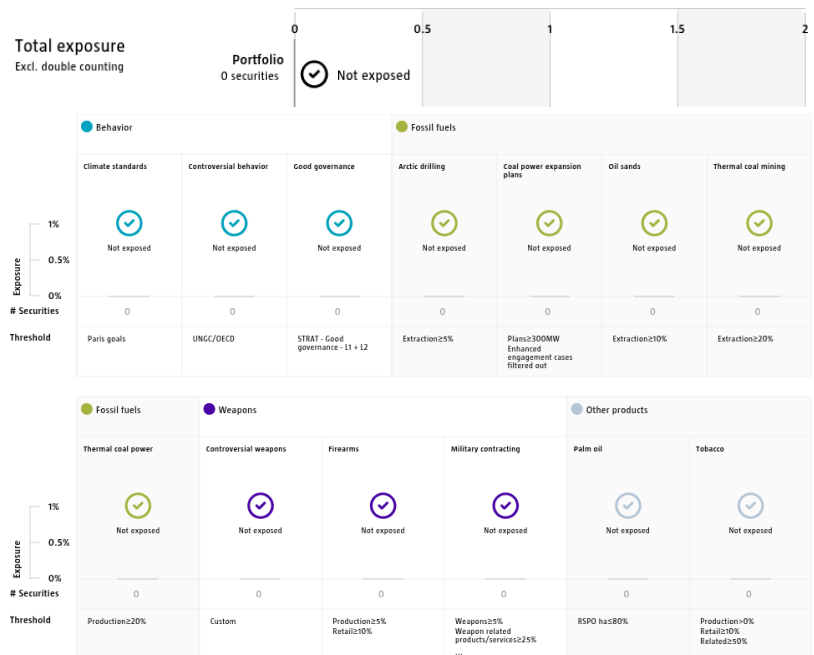 Total exposure
Excl. double counting
0 0.5 1 1.5 2
Portfolio
0 securities
Not exposed
Behavior
Fossil fuels
Climate standards
Controversial behavior
Good governance
Arctic drilling
Coal power expansion
plans
Oil sands
Thermal coal mining
Not exposed Not exposed Not exposed Not exposed Not exposed Not exposed Not exposed
Exposure
1%
0.5%
0%
# Securities 0 0 0 0 0 0 0
Threshold
Paris goals
UNGC/OECD
STRAT - Good
governance - L1 + L2
Extraction≥5%
Plans≥300MW
Enhanced
engagement cases
filtered out
Extraction≥10%
Extraction≥20%
Fossil fuels
Weapons
Other products
Thermal coal power
Controversial weapons
Firearms
Military contracting
Palm oil
Tobacco
Not exposed Not exposed Not exposed Not exposed Not exposed Not exposed
Exposure
1%
0.5%
0%
# Securities 0 0 0 0 0 0
Threshold
Production≥20%
Custom
Production≥5%
Retail≥10%
Weapons≥5%
Weapon related
products/services≥25%
RSPO ha≤80%
Production>0%
Retail≥10%
Related≥50%